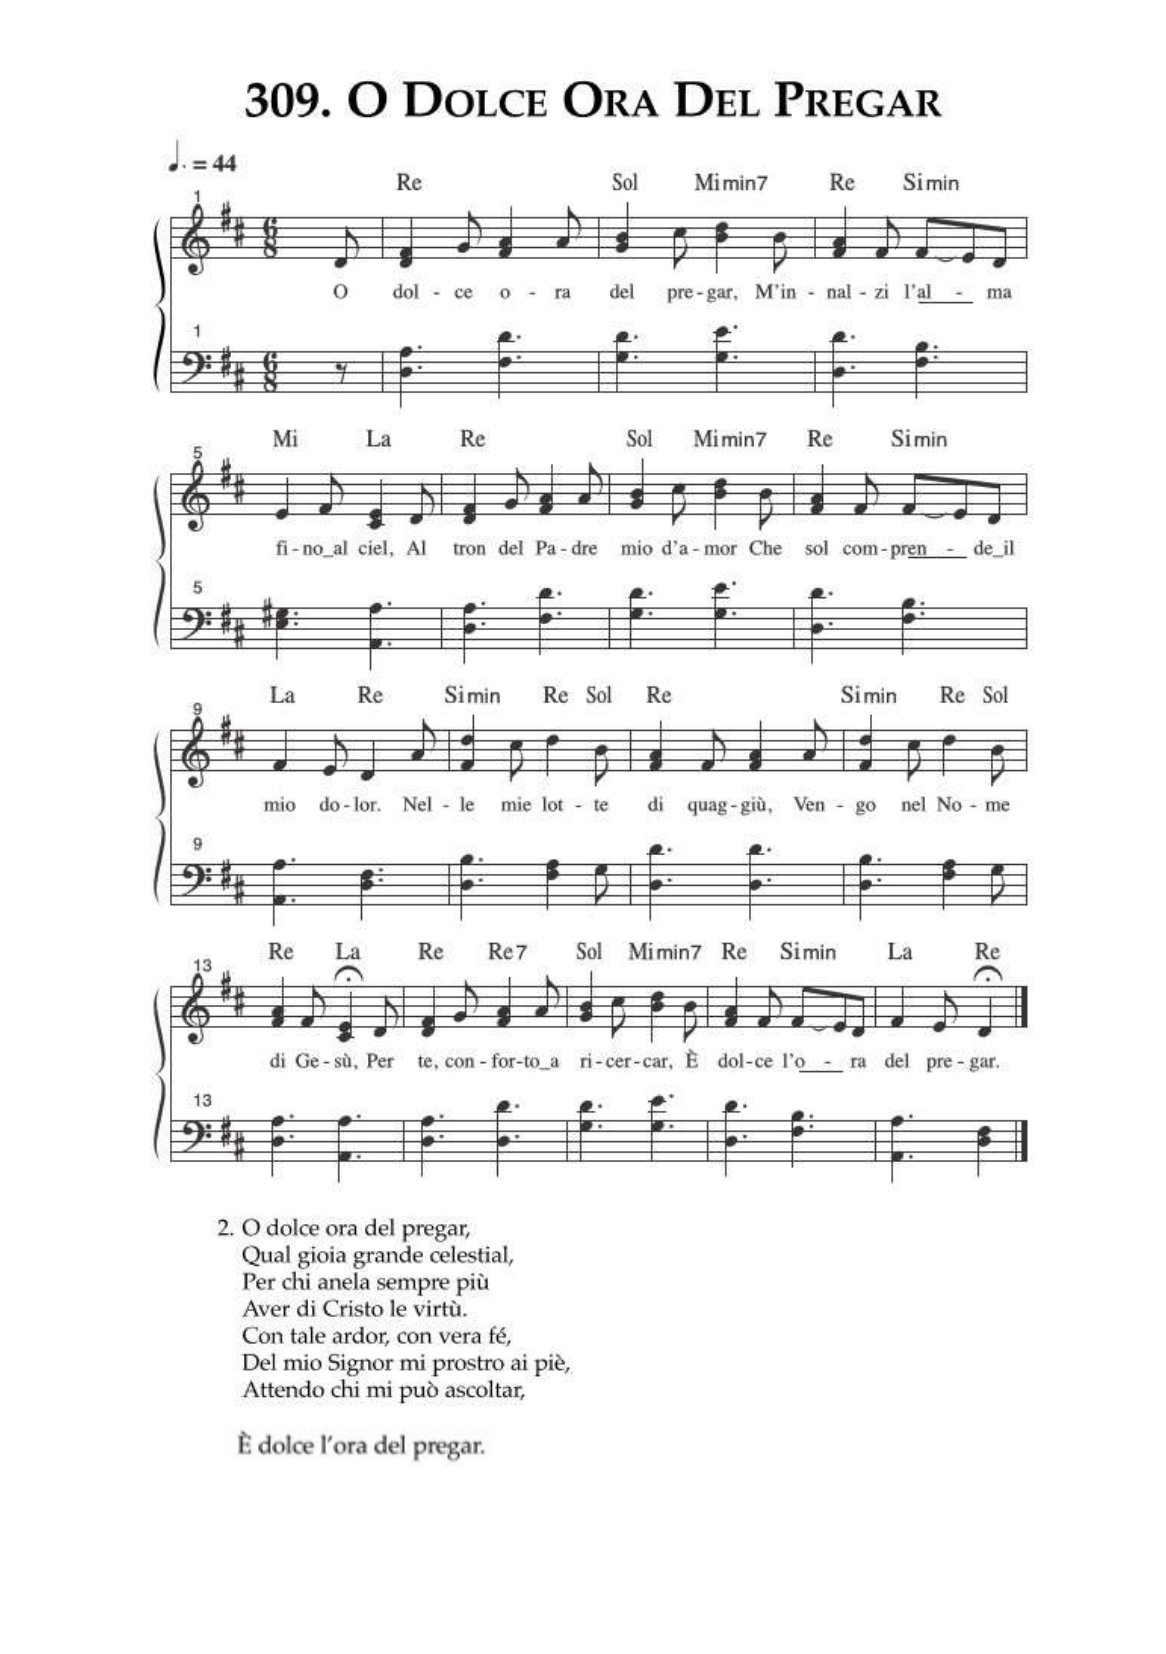 309. O Dolce Ora Del Pregar
♩. = 44
Re Sol Mimin7 Re Simin
1
O dol - ce o - ra del pre - gar, M'in - nal - zi l'al - ma
1
Mi La Re Sol Mimin7 Re Simin
5
fi - no_al ciel, Al tron del Pa - dre mio d'a - mor Che sol com - pren - de_il
5
La Re Simin Re Sol Re Simin Re Sol
9
mio do - lor. Nel - le mie lot - te di quag - giù, Ven - go nel No - me
9
Re La Re Re7 Sol Mimin7 Re Simin La Re
13
di Ge - sù, Per te, con - for - to_a ri - cer - car, È dol - ce l'o - ra del pre - gar.
13
2. O dolce ora del pregar,
Qual gioia grande celestial,
Per chi anela sempre più
Aver di Cristo le virtù.
Con tale ardor, con vera fé,
Del mio Signor mi prostro ai piè,
Attendo chi mi può ascoltar,
È dolce l'ora del pregar.